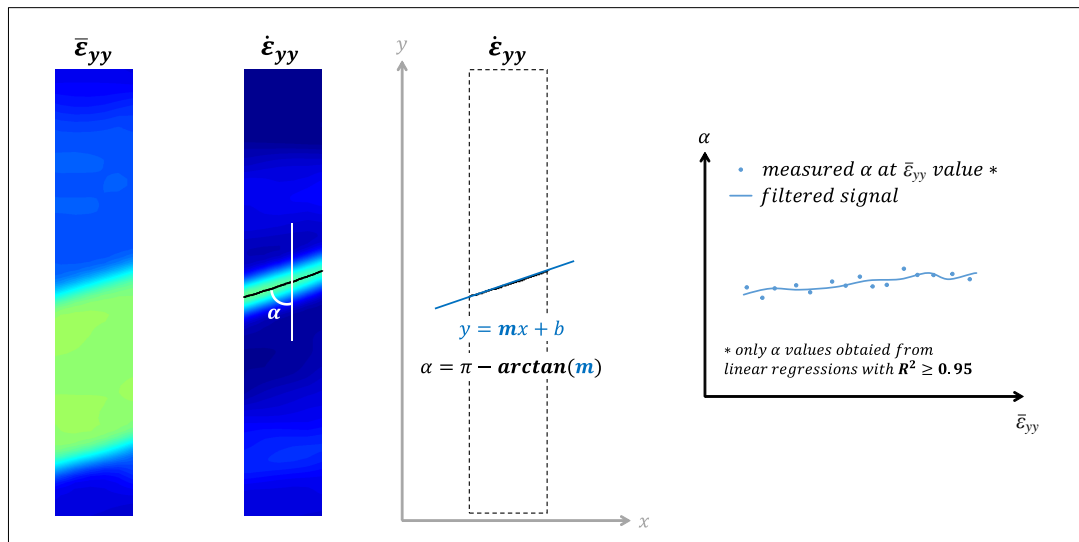 ε̅yy
ε̇yy
ε̇yy
y
α
y = mx + b
α = π − arctan(m)
x
α
measured α at ε̅yy value *
filtered signal
* only α values obtaied from
linear regressions with R² ≥ 0.95
ε̅yy